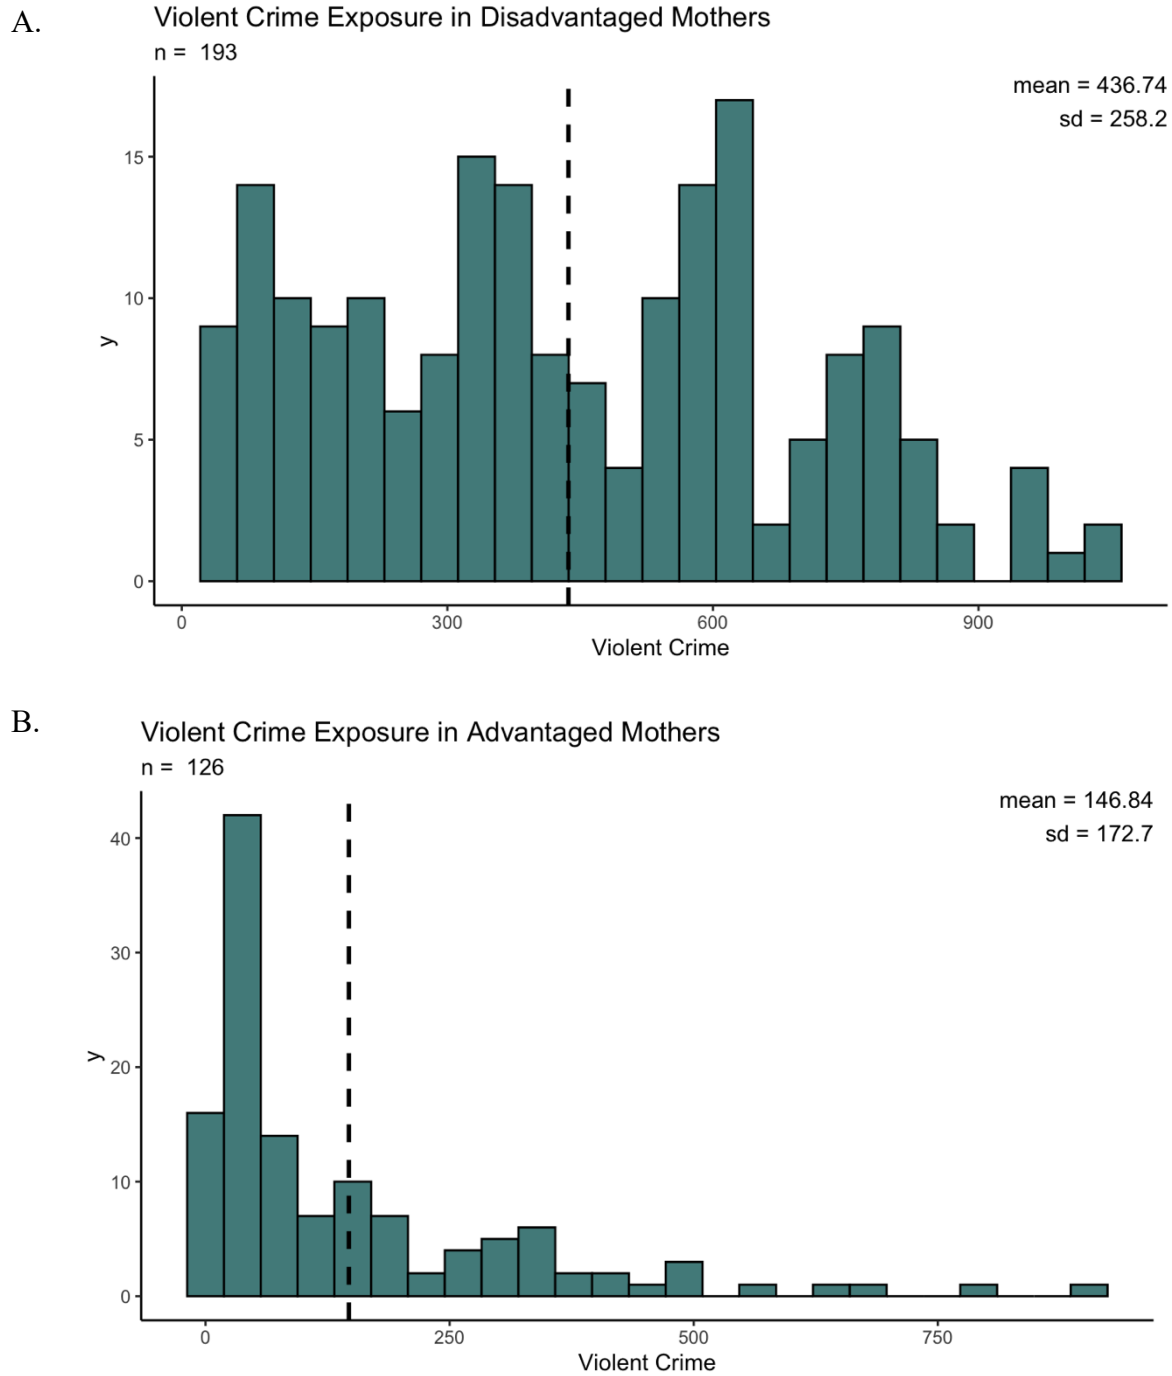 A.
Violent Crime Exposure in Disadvantaged Mothers
n =  193
mean = 436.74
sd = 258.2
15
10
5
0
y
0 300 600 900
Violent Crime
B.
Violent Crime Exposure in Advantaged Mothers
n =  126
mean = 146.84
sd = 172.7
40
30
20
10
0
y
0 250 500 750
Violent Crime